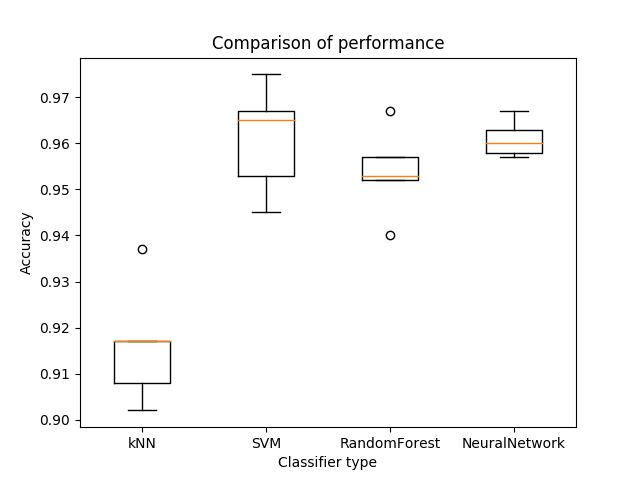 Comparison of performance
0.97
0.96
0.95
0.94
0.93
0.92
0.91
0.90
Accuracy
kNN SVM RandomForest NeuralNetwork
Classifier type